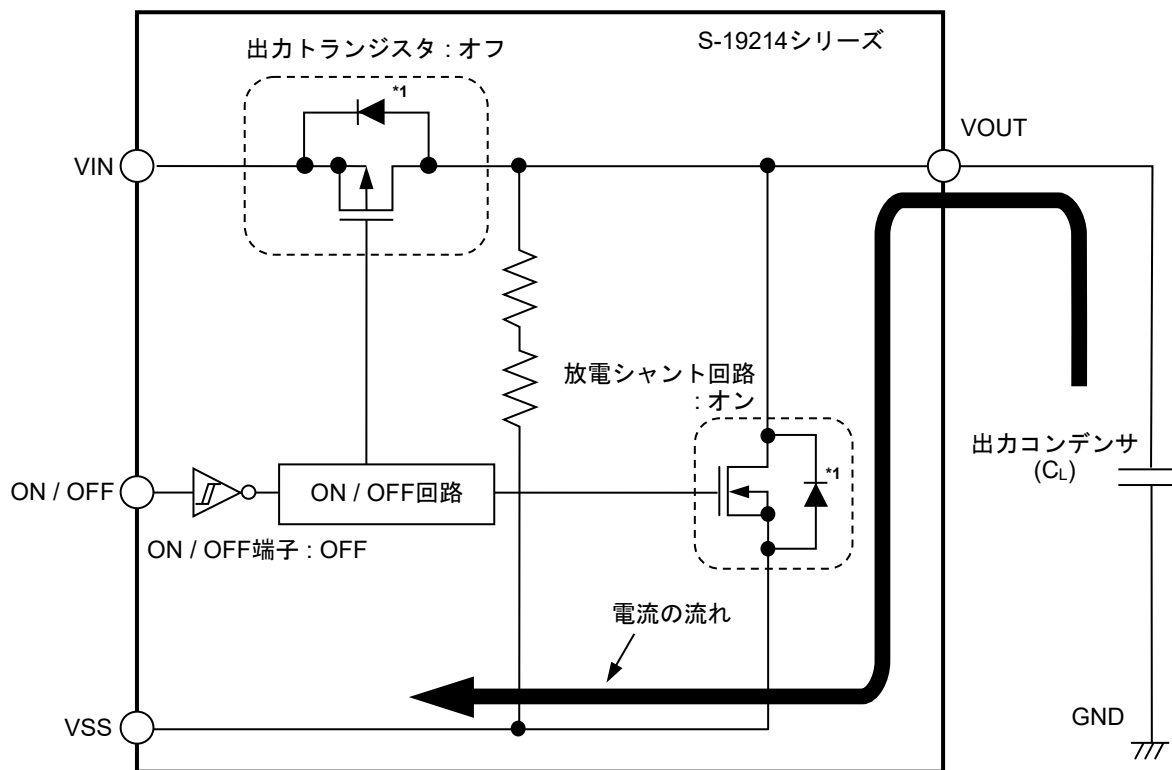 S-19214シリーズ
出力トランジスタ : オフ
*1
VOUT
VIN
放電シャント回路
: オン
*1
出力コンデンサ
(CL)
ON / OFF
ON / OFF回路
ON / OFF端子 : OFF
電流の流れ
VSS
GND